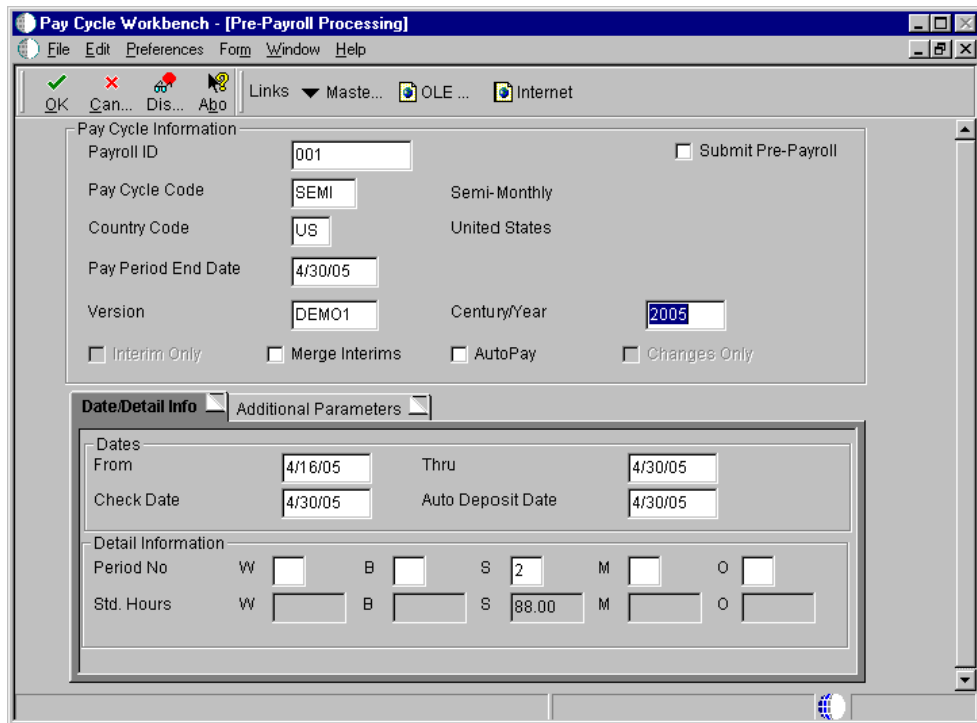 Pay Cycle Workbench - [Pre-Payroll Processing]
File Edit Preferences Form Window Help
OK Can... Dis... Abo Links Maste... OLE ... Internet
Pay Cycle Information
Payroll ID 001 Submit Pre-Payroll
Pay Cycle Code SEMI Semi-Monthly
Country Code US United States
Pay Period End Date 4/30/05
Version DEMO1 Century/Year 2005
Interim Only Merge Interims AutoPay Changes Only
Date/Detail Info Additional Parameters
Dates
From 4/16/05 Thru 4/30/05
Check Date 4/30/05 Auto Deposit Date 4/30/05
Detail Information
Period No W B S 2 M O
Std. Hours W B S 88.00 M O